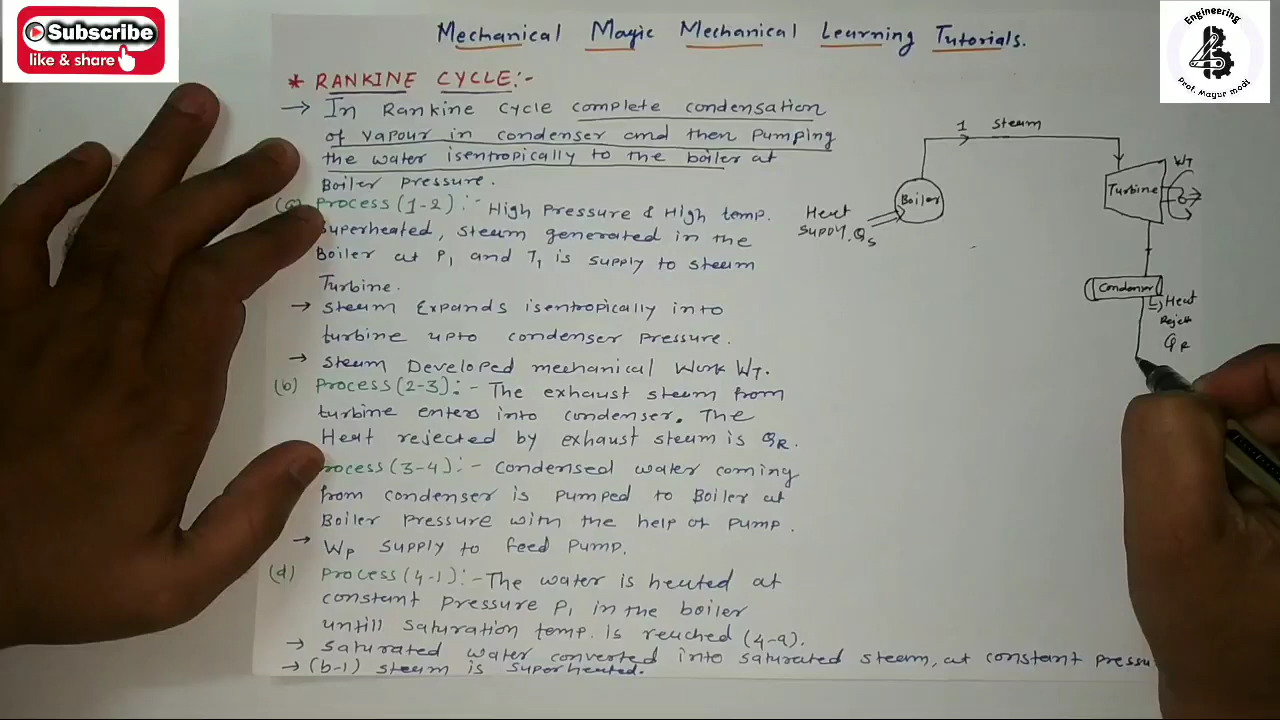 Subscribe
like & share
Engineering
Prof. Mayur modi
Mechanical Magic Mechanical Learning Tutorials.
* RANKINE CYCLE:-
→ In Rankine Cycle complete condensation
of vapour in condenser and then pumping
the water isentropically to the boiler at
Boiler pressure.
(a) Process (1-2):- High Pressure & High temp.
superheated, steam generated in the
Boiler at P1 and T1 is supply to steam
Turbine.
→ steam Expands isentropically into
turbine upto condenser pressure.
→ steam Developed mechanical work WT.
(b) Process (2-3):- The exhaust steam from
turbine enters into condenser. The
Heat rejected by exhaust steam is QR.
rocess (3-4):- Condensed water coming
from condenser is pumped to Boiler at
Boiler pressure with the help of pump.
→ Wp supply to feed pump.
(d) Process (4-1):- The water is heated at
constant pressure P1 in the boiler
untill saturation temp. is reached (4-a).
→ saturated water converted into saturated steam, at constant pressu
→ (b-1) steam is superheated.
1 steam
WT
Turbine
Boiler
Heat
supply, Qs
Condenser
Heat
Reject
QR